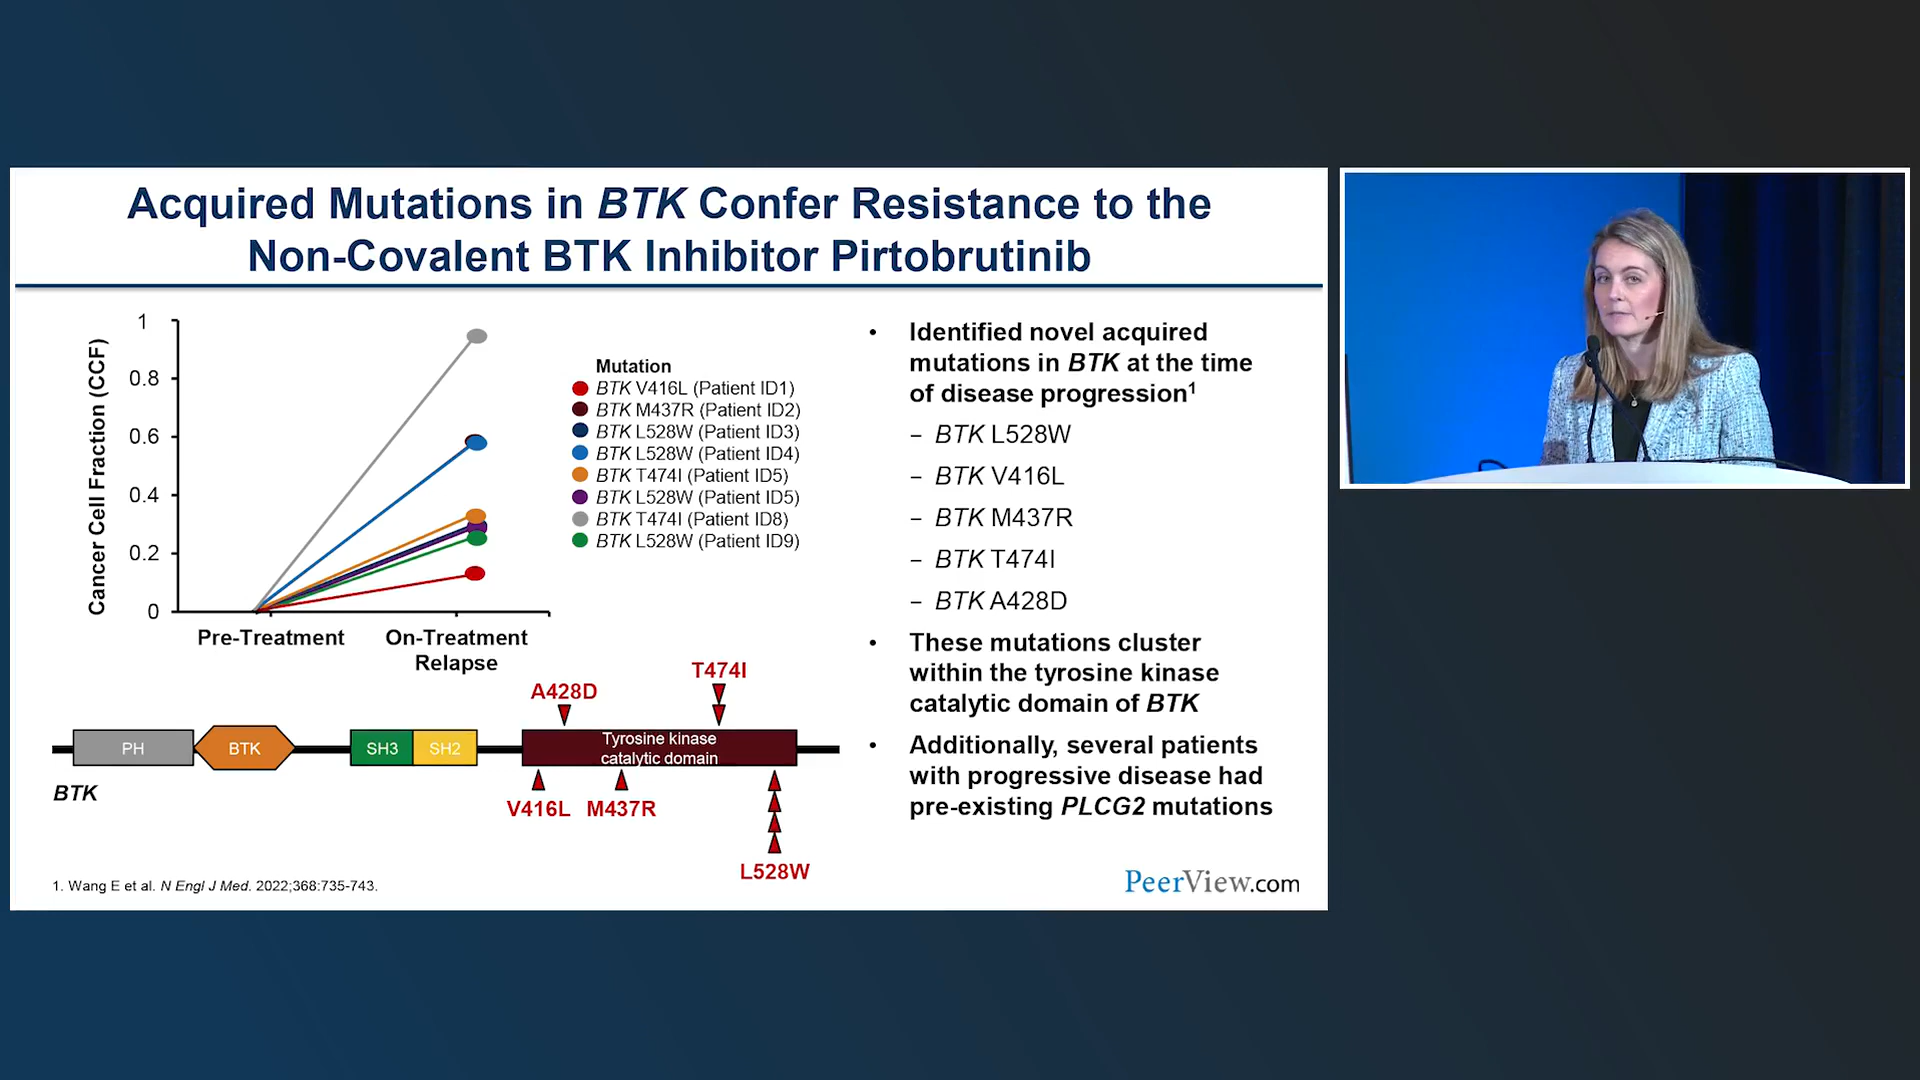 Acquired Mutations in BTK Confer Resistance to the
Non-Covalent BTK Inhibitor Pirtobrutinib
Cancer Cell Fraction (CCF)
1
0.8
0.6
0.4
0.2
0
Pre-Treatment
On-Treatment
Relapse
Mutation
BTK V416L (Patient ID1)
BTK M437R (Patient ID2)
BTK L528W (Patient ID3)
BTK L528W (Patient ID4)
BTK T474I (Patient ID5)
BTK L528W (Patient ID5)
BTK T474I (Patient ID8)
BTK L528W (Patient ID9)
• Identified novel acquired
mutations in BTK at the time
of disease progression¹
– BTK L528W
– BTK V416L
– BTK M437R
– BTK T474I
– BTK A428D
• These mutations cluster
within the tyrosine kinase
catalytic domain of BTK
• Additionally, several patients
with progressive disease had
pre-existing PLCG2 mutations
A428D
T474I
PH
BTK
SH3
SH2
Tyrosine kinase
catalytic domain
BTK
V416L
M437R
L528W
1. Wang E et al. N Engl J Med. 2022;368:735-743.
PeerView.com